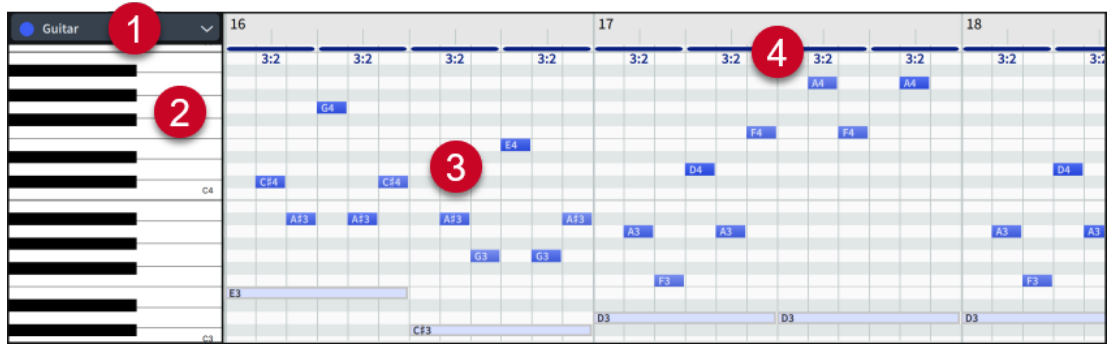 Guitar 1 16 17 18
3:2 3:2 3:2 3:2 3:2 3:2 4 3:2 3:2 3:2 3:2
A4 A4
2 G4
F4 F4
E4
3 D4 D4
C♯4 C♯4
C4
A♯3 A♯3 A♯3 A♯3
A3 A3 A3 A3
G3 G3
F3 F3
E3
D3 D3 D3
C♯3
C3